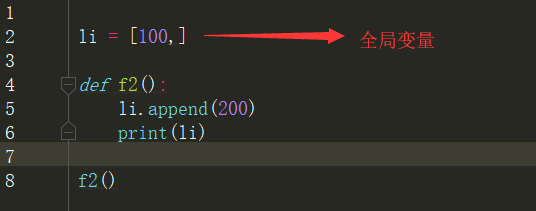 1
2 li = [100,] 全局变量
3
4 def f2():
5 li.append(200)
6 print(li)
7
8 f2()